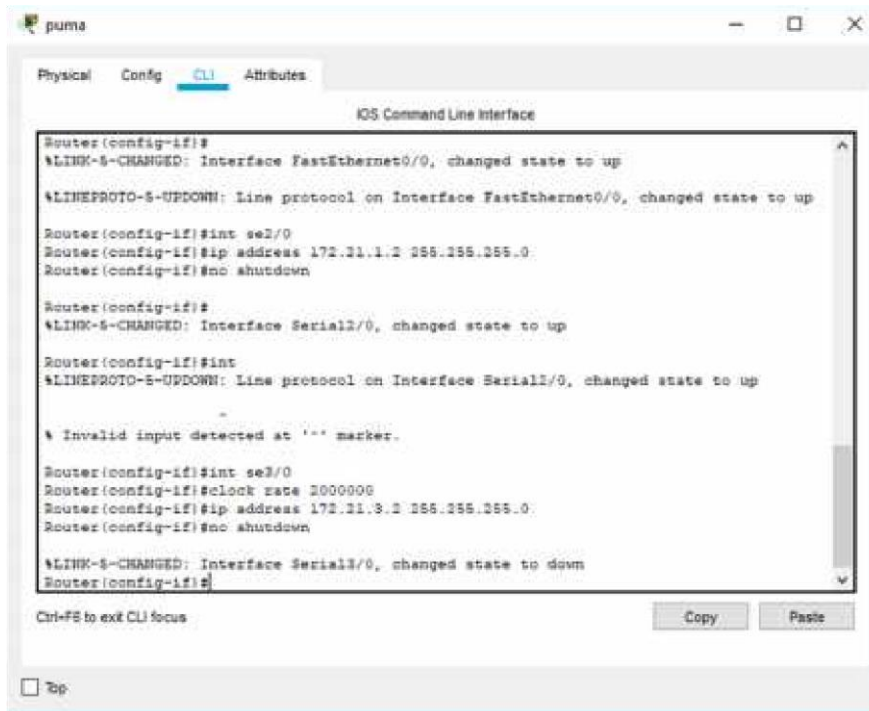 puma
Physical Config CLI Attributes
IOS Command Line Interface
Router(config-if)#
%LINK-5-CHANGED: Interface FastEthernet0/0, changed state to up
%LINEPROTO-5-UPDOWN: Line protocol on Interface FastEthernet0/0, changed state to up
Router(config-if)#int se2/0
Router(config-if)#ip address 172.21.1.2 255.255.255.0
Router(config-if)#no shutdown
Router(config-if)#
%LINK-5-CHANGED: Interface Serial2/0, changed state to up
Router(config-if)#int
%LINEPROTO-5-UPDOWN: Line protocol on Interface Serial2/0, changed state to up
^
% Invalid input detected at '^' marker.
Router(config-if)#int se3/0
Router(config-if)#clock rate 2000000
Router(config-if)#ip address 172.21.3.2 255.255.255.0
Router(config-if)#no shutdown
%LINK-5-CHANGED: Interface Serial3/0, changed state to down
Router(config-if)#
Ctrl+F6 to exit CLI focus
Copy Paste
Top